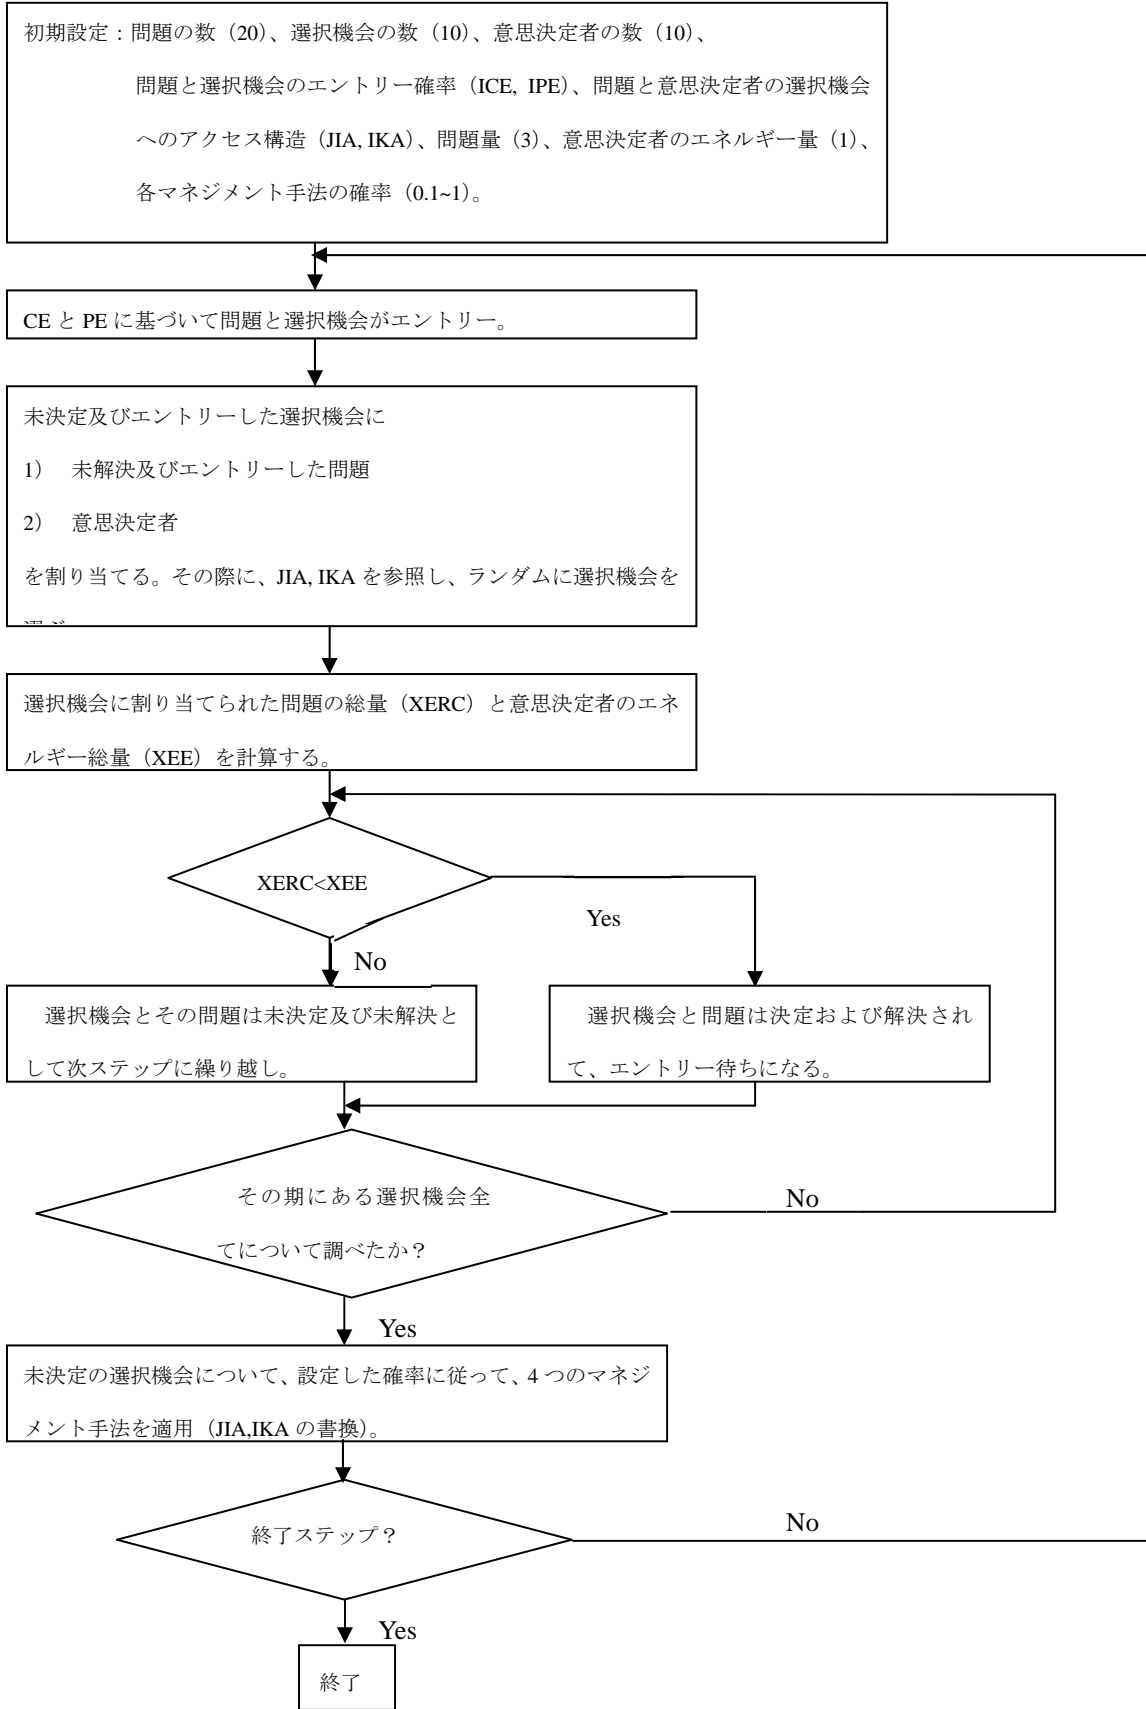 初期設定：問題の数（20）、選択機会の数（10）、意思決定者の数（10）、
問題と選択機会のエントリー確率（ICE, IPE）、問題と意思決定者の選択機会
へのアクセス構造（JIA, IKA）、問題量（3）、意思決定者のエネルギー量（1）、
各マネジメント手法の確率（0.1~1）。
CE と PE に基づいて問題と選択機会がエントリー。
未決定及びエントリーした選択機会に
1）　未解決及びエントリーした問題
2）　意思決定者
を割り当てる。その際に、JIA, IKA を参照し、ランダムに選択機会を
選択機会に割り当てられた問題の総量（XERC）と意思決定者のエネ
ルギー総量（XEE）を計算する。
XERC<XEE
Yes
No
選択機会とその問題は未決定及び未解決と
して次ステップに繰り越し。
選択機会と問題は決定および解決され
て、エントリー待ちになる。
その期にある選択機会全
てについて調べたか？
No
Yes
未決定の選択機会について、設定した確率に従って、4 つのマネジ
メント手法を適用（JIA,IKA の書換）。
終了ステップ？
No
Yes
終了